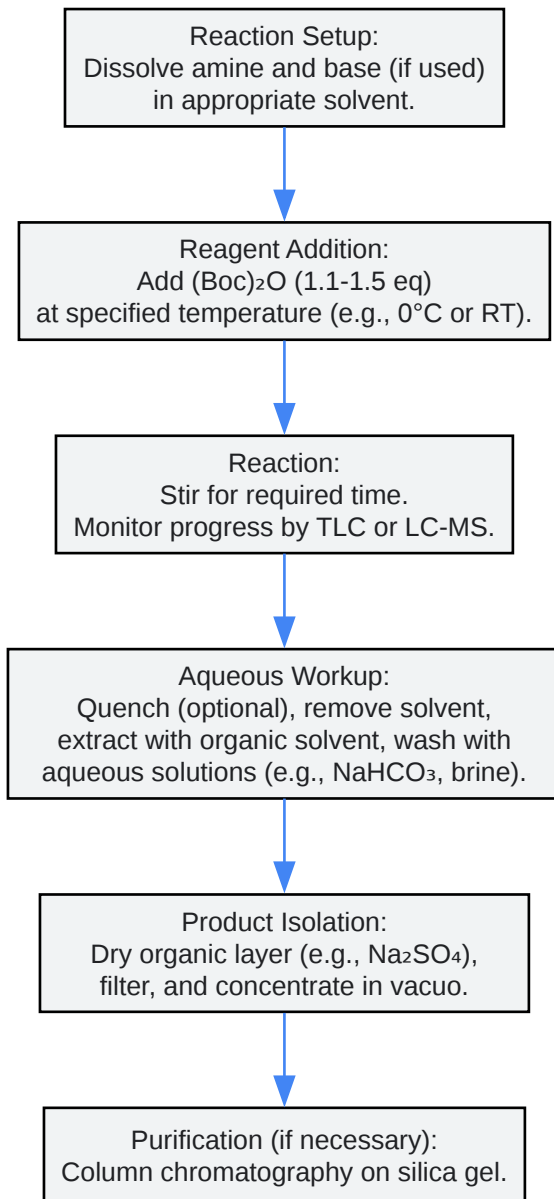 Reaction Setup:
Dissolve amine and base (if used)
in appropriate solvent.
Reagent Addition:
Add (Boc)₂O (1.1-1.5 eq)
at specified temperature (e.g., 0°C or RT).
Reaction:
Stir for required time.
Monitor progress by TLC or LC-MS.
Aqueous Workup:
Quench (optional), remove solvent,
extract with organic solvent, wash with
aqueous solutions (e.g., NaHCO₃, brine).
Product Isolation:
Dry organic layer (e.g., Na₂SO₄),
filter, and concentrate in vacuo.
Purification (if necessary):
Column chromatography on silica gel.